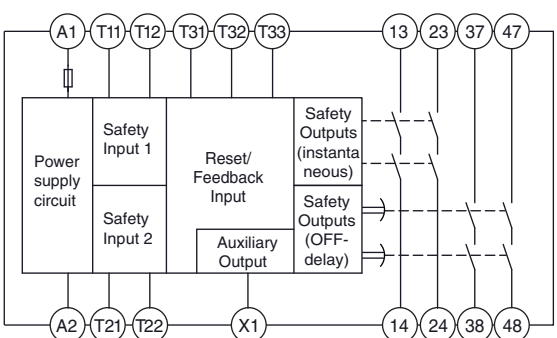 A1 T11 T12 T31 T32 T33 13 23 37 47
Power
supply
circuit
Safety
Input 1
Safety
Input 2
Reset/
Feedback
Input
Auxiliary
Output
Safety
Outputs
(instanta
neous)
Safety
Outputs
(OFF-
delay)
A2 T21 T22 X1 14 24 38 48